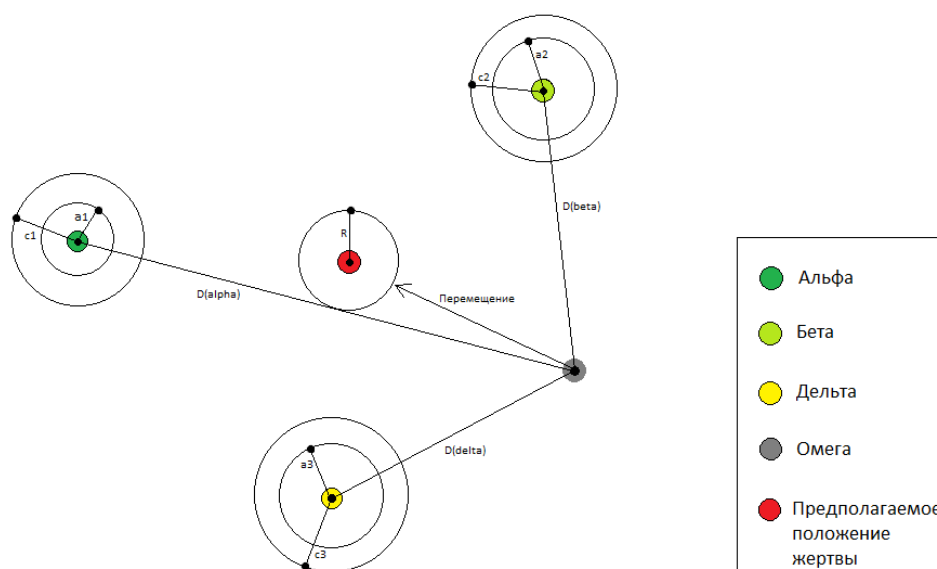 a2
c2
D(beta)
a1
c1
R
D(alpha)
Перемещение
D(delta)
a3
c3
Альфа
Бета
Дельта
Омега
Предполагаемое
положение
жертвы